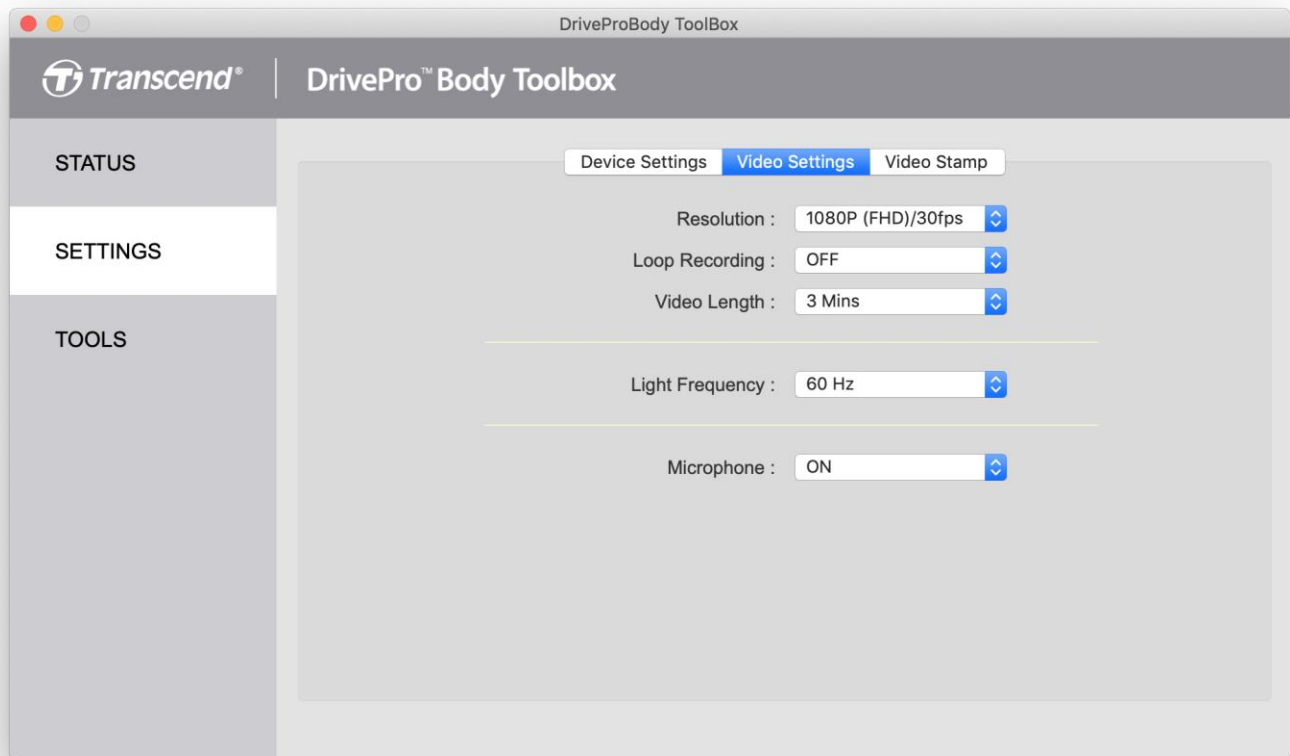 DriveProBody ToolBox
Transcend® DrivePro™ Body Toolbox
STATUS
SETTINGS
TOOLS
Device Settings Video Settings Video Stamp
Resolution : 1080P (FHD)/30fps
Loop Recording : OFF
Video Length : 3 Mins
Light Frequency : 60 Hz
Microphone : ON